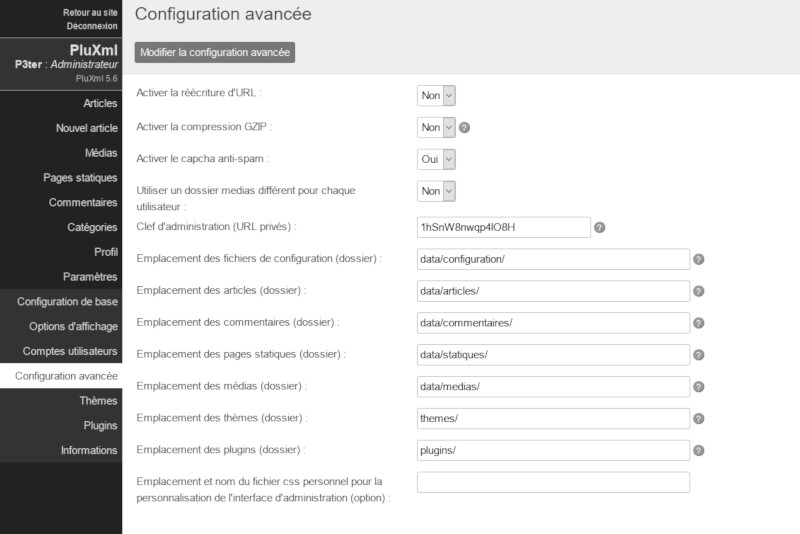 Retour au site
Déconnexion
PluXml
P3ter : Administrateur
PluXml 5.6
Articles
Nouvel article
Médias
Pages statiques
Commentaires
Catégories
Profil
Paramètres
Configuration de base
Options d'affichage
Comptes utilisateurs
Configuration avancée
Thèmes
Plugins
Informations
Configuration avancée
Modifier la configuration avancée
Activer la réécriture d'URL : Non
Activer la compression GZIP : Non ?
Activer le capcha anti-spam : Oui
Utiliser un dossier medias différent pour chaque
utilisateur : Non
Clef d'administration (URL privés) : 1hSnW8nwqp4lO8H ?
Emplacement des fichiers de configuration (dossier) : data/configuration/ ?
Emplacement des articles (dossier) : data/articles/ ?
Emplacement des commentaires (dossier) : data/commentaires/ ?
Emplacement des pages statiques (dossier) : data/statiques/ ?
Emplacement des médias (dossier) : data/medias/ ?
Emplacement des thèmes (dossier) : themes/ ?
Emplacement des plugins (dossier) : plugins/ ?
Emplacement et nom du fichier css personnel pour la
personnalisation de l'interface d'administration (option) :